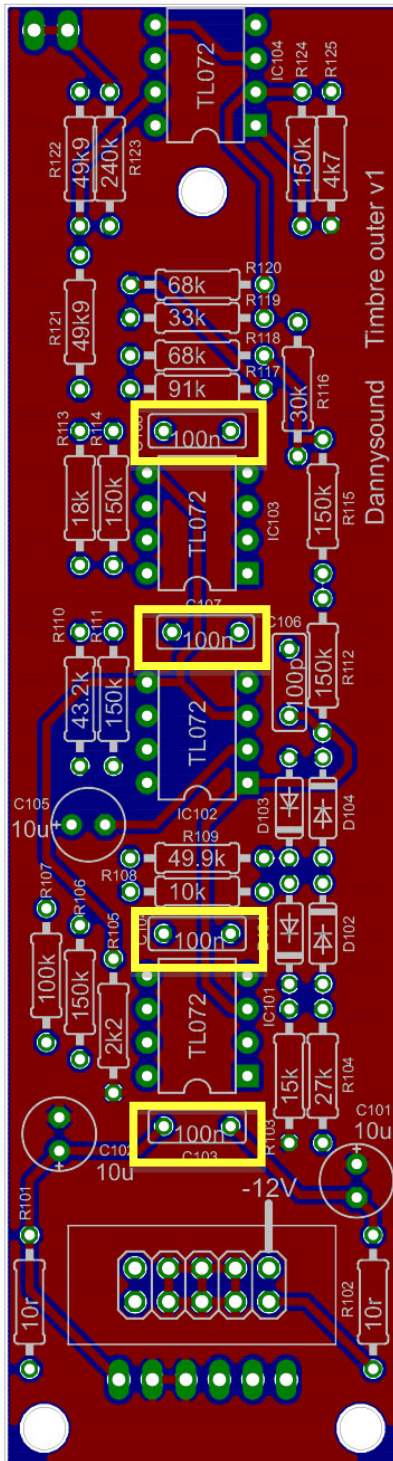 TL072
IC104
R124
R125
R122
49k9
240k
R123
150k
4k7
R121
49k9
68k
R120
33k
R119
68k
R118
91k
R117
30k
R116
Dannysound Timbre outer v1
R113
R114
100n
18k
150k
TL072
IC103
150k
R115
R110
R111
C107
100n
C106
100p
43.2k
150k
TL072
150k
R112
IC102
C105
10u+
D103
D104
R109
49.9k
R108
10k
R107
R106
R105
100n
D102
100k
150k
2k2
TL072
IC101
15k
27k
R104
R103
C101
10u
+
100n
C103
C102
10u
+
R101
-12V
10r
R102
10r